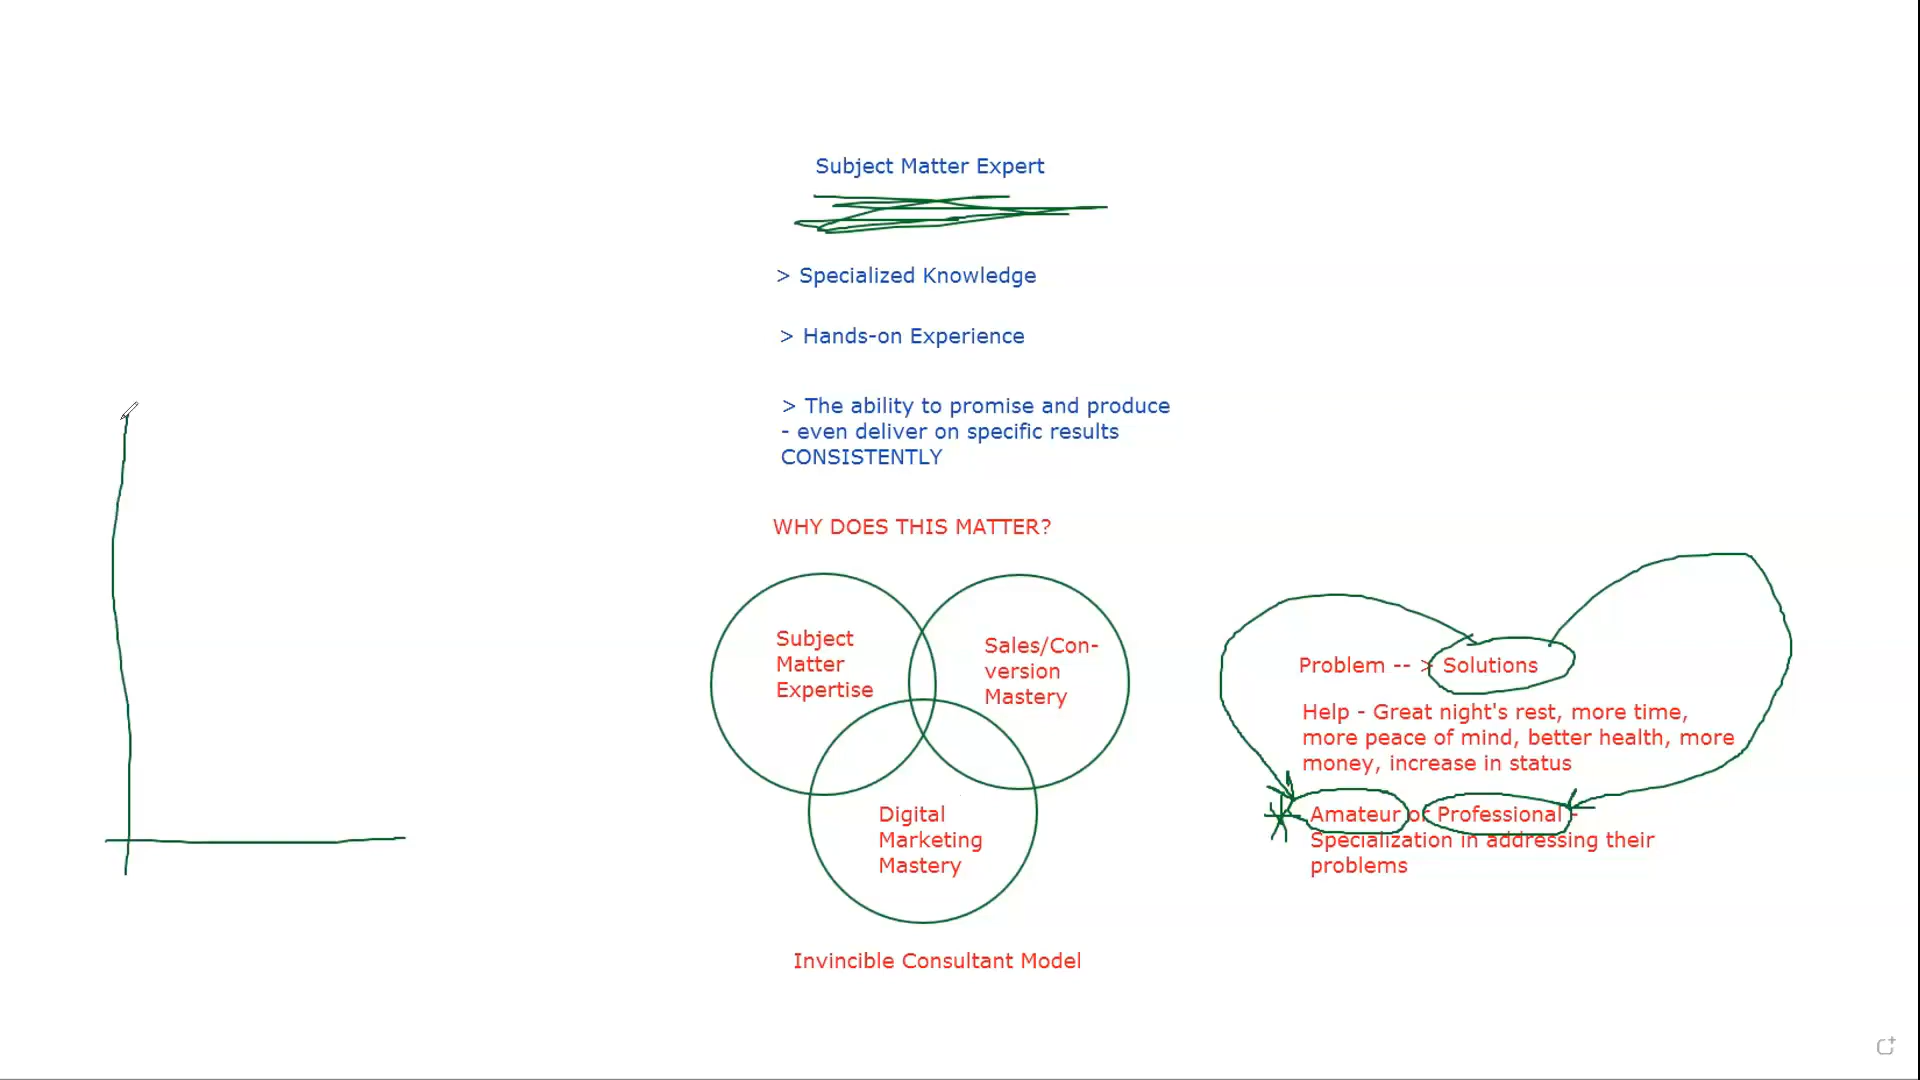 Subject Matter Expert
> Specialized Knowledge
> Hands-on Experience
> The ability to promise and produce
- even deliver on specific results
CONSISTENTLY
WHY DOES THIS MATTER?
Subject
Matter
Expertise
Sales/Con-
version
Mastery
Digital
Marketing
Mastery
Invincible Consultant Model
Problem -- > Solutions
Help - Great night's rest, more time,
more peace of mind, better health, more
money, increase in status
Amateur or Professional -
Specialization in addressing their
problems